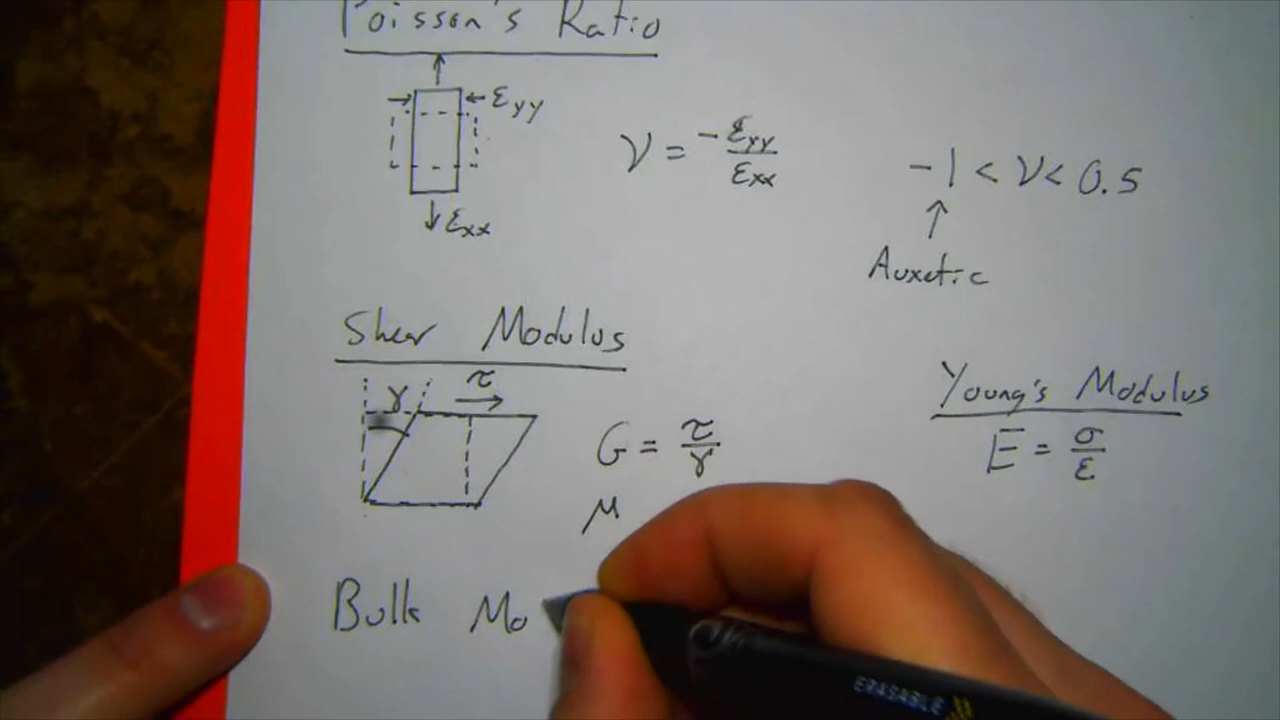 Poisson's Ratio
εyy
ν = -εyy/εxx
-1 < ν < 0.5
εxx
Auxetic
Shear Modulus
τ
γ
G = τ/γ
Young's Modulus
E = σ/ε
μ
Bulk Mo
ERASABLE